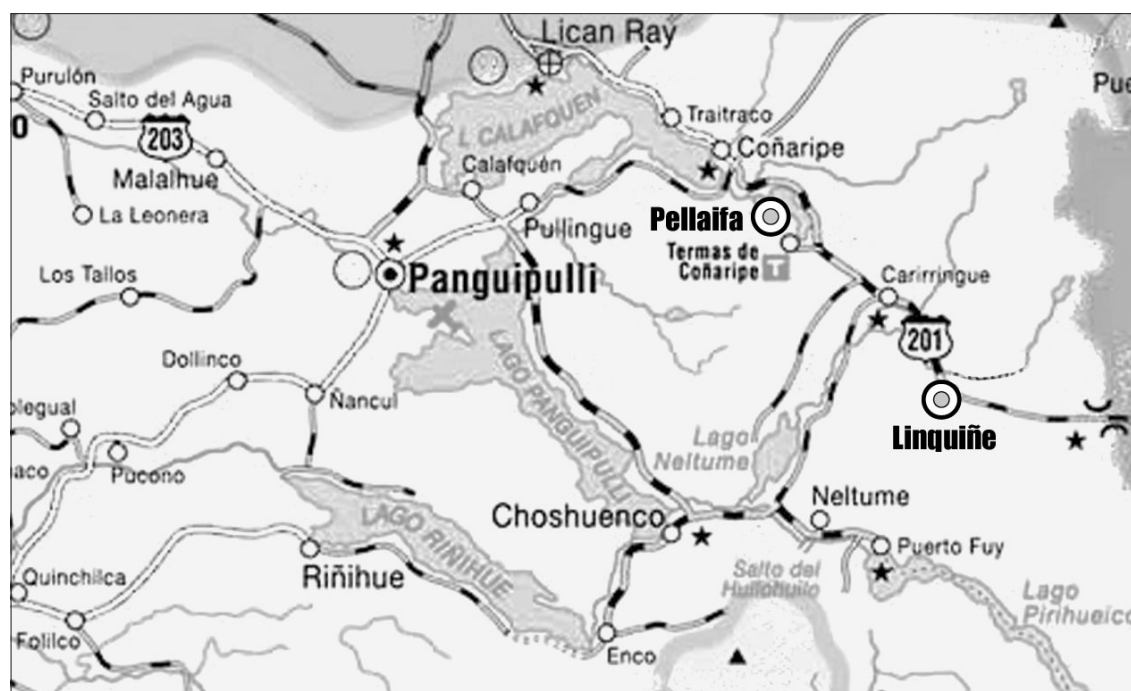 Lican Ray
Purulón
Salto del Agua
203
Malalhue
La Leonera
L CALAFQUEN
Traitraco
Coñaripe
Calafquén
Pullingue
Pellaifa
Termas de
Coñaripe
T
Panguipulli
Los Tallos
Carirringue
201
LAGO PANGUIPULLI
Dollinco
Ñancul
Linquiñe
olegual
Pucono
Lago
Neltume
Neltume
Choshuenco
LAGO RIÑIHUE
Riñihue
Puerto Fuy
Quinchilca
Salto del
Lago
Pirihueico
Folilco
Enco